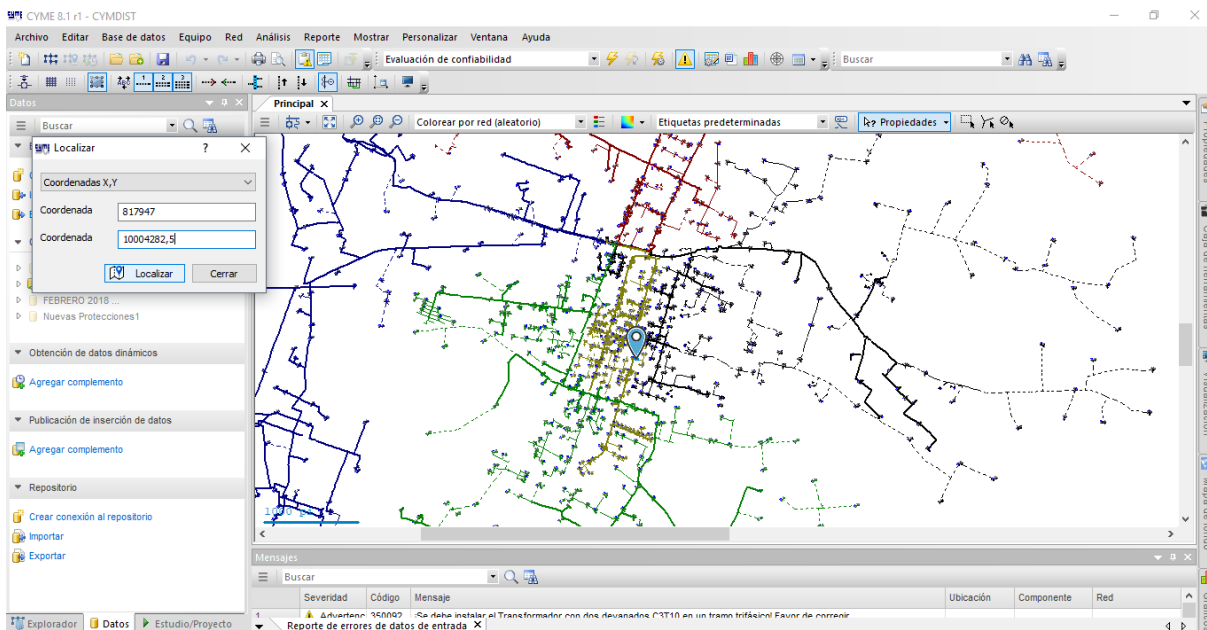 CYME 8.1 r1 - CYMDIST
Archivo Editar Base de datos Equipo Red Análisis Reporte Mostrar Personalizar Ventana Ayuda
Evaluación de confiabilidad
Buscar
Datos
Principal
Buscar
Colorear por red (aleatorio)
Etiquetas predeterminadas
Propiedades
Localizar
Coordenadas X,Y
Coordenada 817947
Coordenada 10004282,5
Localizar Cerrar
FEBRERO 2018 ...
Nuevas Protecciones1
Obtención de datos dinámicos
Agregar complemento
Publicación de inserción de datos
Agregar complemento
Repositorio
Crear conexión al repositorio
Importar
Exportar
Mensajes
Buscar
Severidad Código Mensaje Ubicación Componente Red
1 Advertenc 350092 ¡Se debe instalar el Transformador con dos devanados C3T10 en un tramo trifásico! Favor de corregir
Explorador Datos Estudio/Proyecto
Reporte de errores de datos de entrada